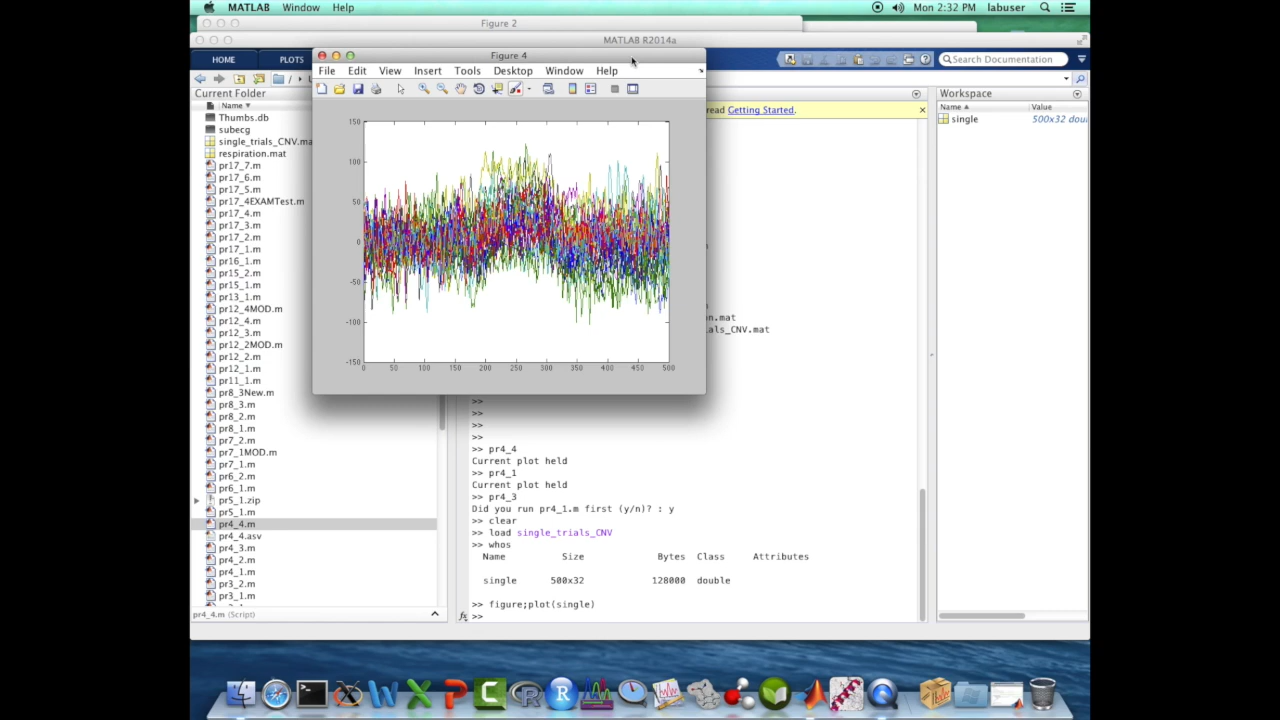 MATLAB Window Help Mon 2:32 PM labuser
Figure 2
MATLAB R2014a
HOME PLOTS Search Documentation
Figure 4
File Edit View Insert Tools Desktop Window Help
/
Current Folder
Name
Thumbs.db
subecg
single_trials_CNV.ma
respiration.mat
pr17_7.m
pr17_6.m
pr17_5.m
pr17_4EXAMTest.m
pr17_4.m
pr17_3.m
pr17_2.m
pr17_1.m
pr16_1.m
pr15_2.m
pr15_1.m
pr13_1.m
pr12_4MOD.m
pr12_4.m
pr12_3.m
pr12_2MOD.m
pr12_2.m
pr12_1.m
pr11_1.m
pr8_3New.m
pr8_3.m
pr8_2.m
pr8_1.m
pr7_2.m
pr7_1MOD.m
pr7_1.m
pr6_2.m
pr6_1.m
pr5_1.zip
pr5_1.m
pr4_4.m
pr4_4.asv
pr4_3.m
pr4_2.m
pr4_1.m
pr3_2.m
pr3_1.m
pr4_4.m (Script)
150
100
50
0
-50
-100
-150
0 50 100 150 200 250 300 350 400 450 500
read Getting Started.
on.mat
ials_CNV.mat
>>
>>
>>
>>
>> pr4_4
Current plot held
>> pr4_1
Current plot held
>> pr4_3
Did you run pr4_1.m first (y/n)? : y
>> clear
>> load single_trials_CNV
>> whos
Name Size Bytes Class Attributes
single 500x32 128000 double
>> figure;plot(single)
fx >>
Workspace
Name Value
single 500x32 dou